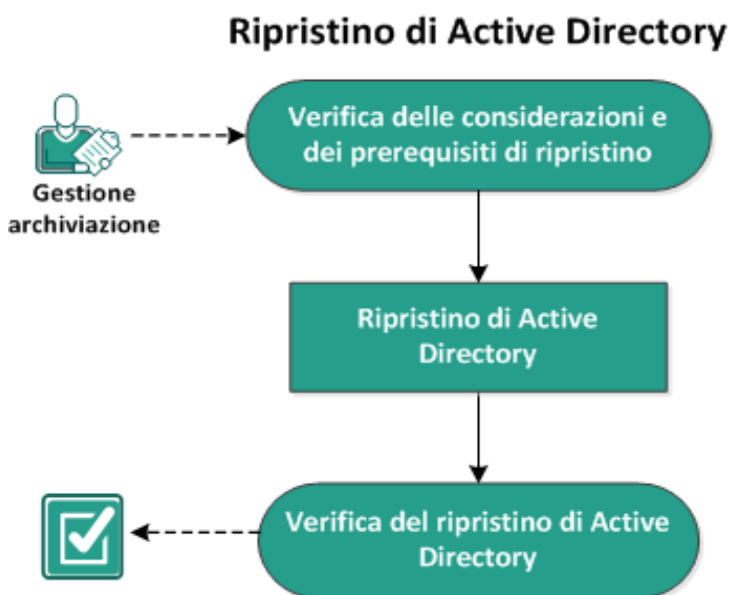 Ripristino di Active Directory
Verifica delle considerazioni e
dei prerequisiti di ripristino
Gestione
archiviazione
Ripristino di Active
Directory
Verifica del ripristino di Active
Directory